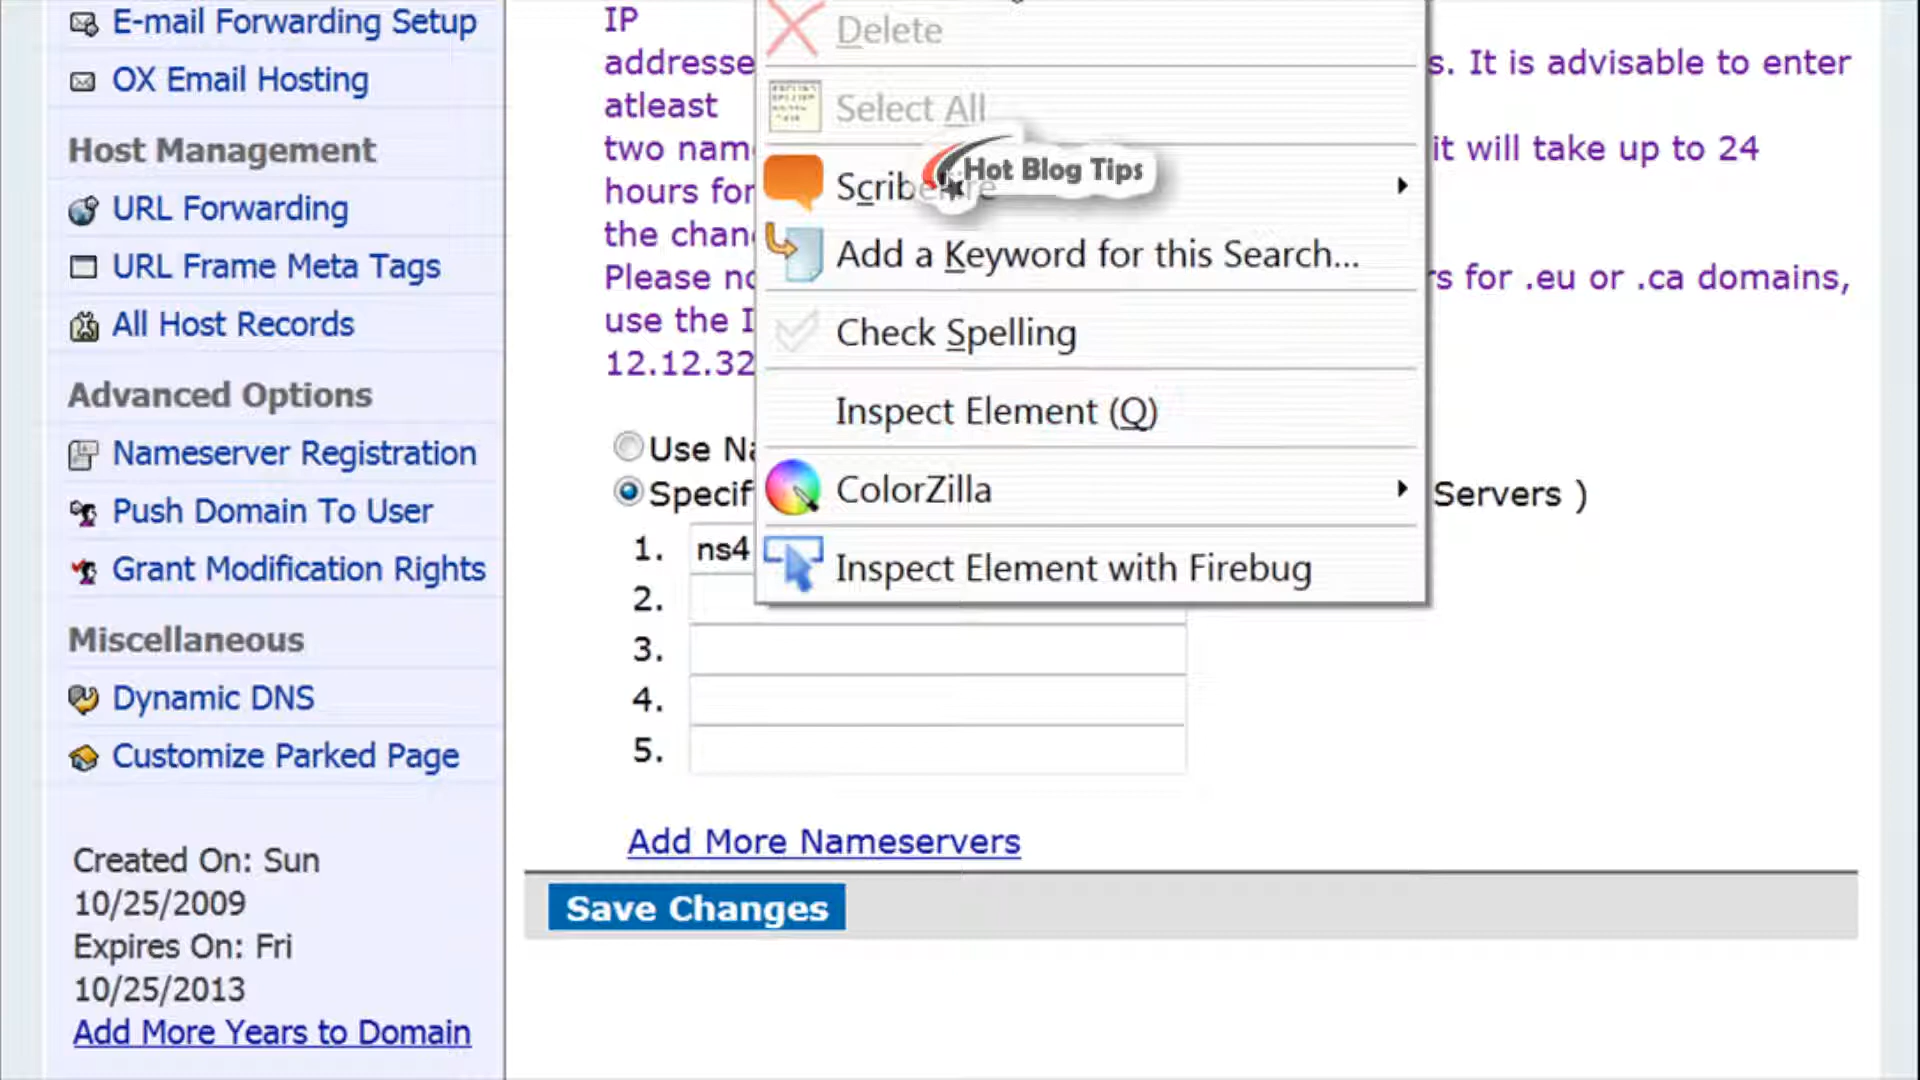 E-mail Forwarding Setup
OX Email Hosting
Host Management
URL Forwarding
URL Frame Meta Tags
All Host Records
Advanced Options
Nameserver Registration
Push Domain To User
Grant Modification Rights
Miscellaneous
Dynamic DNS
Customize Parked Page
Created On: Sun
10/25/2009
Expires On: Fri
10/25/2013
Add More Years to Domain
IP
addresse s. It is advisable to enter
atleast
two nam it will take up to 24
hours for
the chan
Please no rs for .eu or .ca domains,
use the I
12.12.32
Delete
Select All
Hot Blog Tips
Scribefire
Add a Keyword for this Search...
Check Spelling
Inspect Element (Q)
ColorZilla
Inspect Element with Firebug
Use Na
Specif Servers )
1. ns4
2.
3.
4.
5.
Add More Nameservers
Save Changes